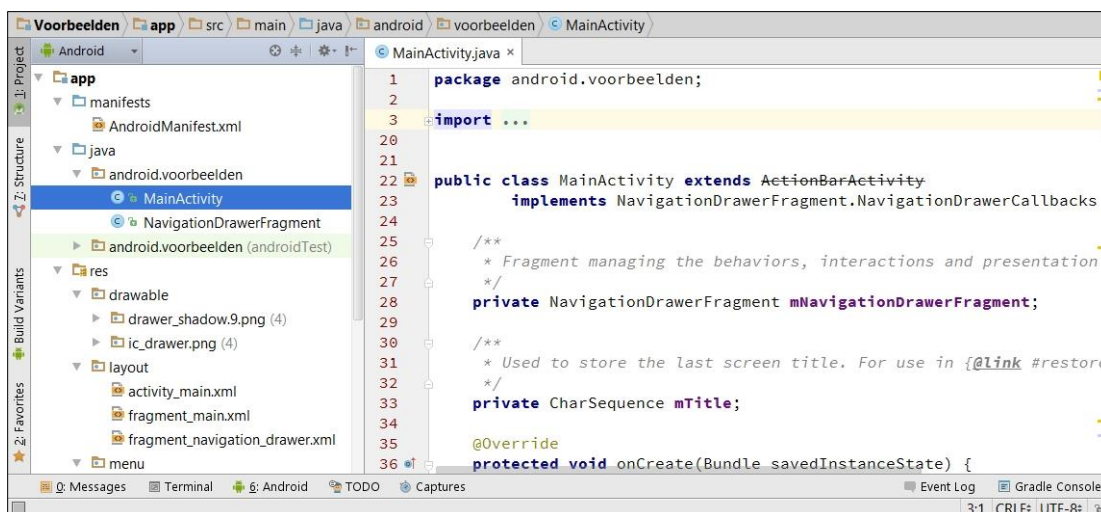 Voorbeelden app src main java android voorbeelden MainActivity
1: Project
Z: Structure
Build Variants
2: Favorites
Android
app
manifests
AndroidManifest.xml
java
android.voorbeelden
MainActivity
NavigationDrawerFragment
android.voorbeelden (androidTest)
res
drawable
drawer_shadow.9.png (4)
ic_drawer.png (4)
layout
activity_main.xml
fragment_main.xml
fragment_navigation_drawer.xml
menu
MainActivity.java ×
1 package android.voorbeelden;
2
3 import ...
20
21
22 public class MainActivity extends ActionBarActivity
23 implements NavigationDrawerFragment.NavigationDrawerCallbacks
24
25 /**
26 * Fragment managing the behaviors, interactions and presentation
27 */
28 private NavigationDrawerFragment mNavigationDrawerFragment;
29
30 /**
31 * Used to store the last screen title. For use in {@link #restore
32 */
33 private CharSequence mTitle;
34
35 @Override
36 protected void onCreate(Bundle savedInstanceState) {
0: Messages Terminal 6: Android TODO Captures Event Log Gradle Console
3:1 CRLF UTF-8